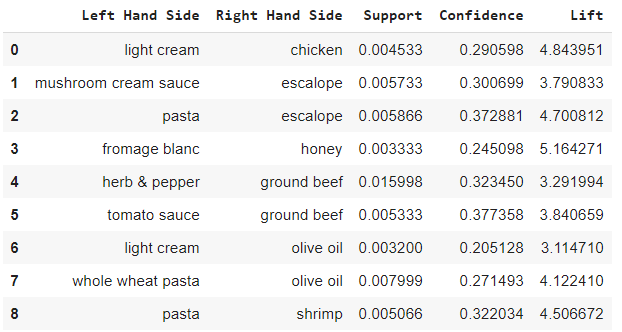 Left Hand Side Right Hand Side Support Confidence Lift
0 light cream chicken 0.004533 0.290598 4.843951
1 mushroom cream sauce escalope 0.005733 0.300699 3.790833
2 pasta escalope 0.005866 0.372881 4.700812
3 fromage blanc honey 0.003333 0.245098 5.164271
4 herb & pepper ground beef 0.015998 0.323450 3.291994
5 tomato sauce ground beef 0.005333 0.377358 3.840659
6 light cream olive oil 0.003200 0.205128 3.114710
7 whole wheat pasta olive oil 0.007999 0.271493 4.122410
8 pasta shrimp 0.005066 0.322034 4.506672